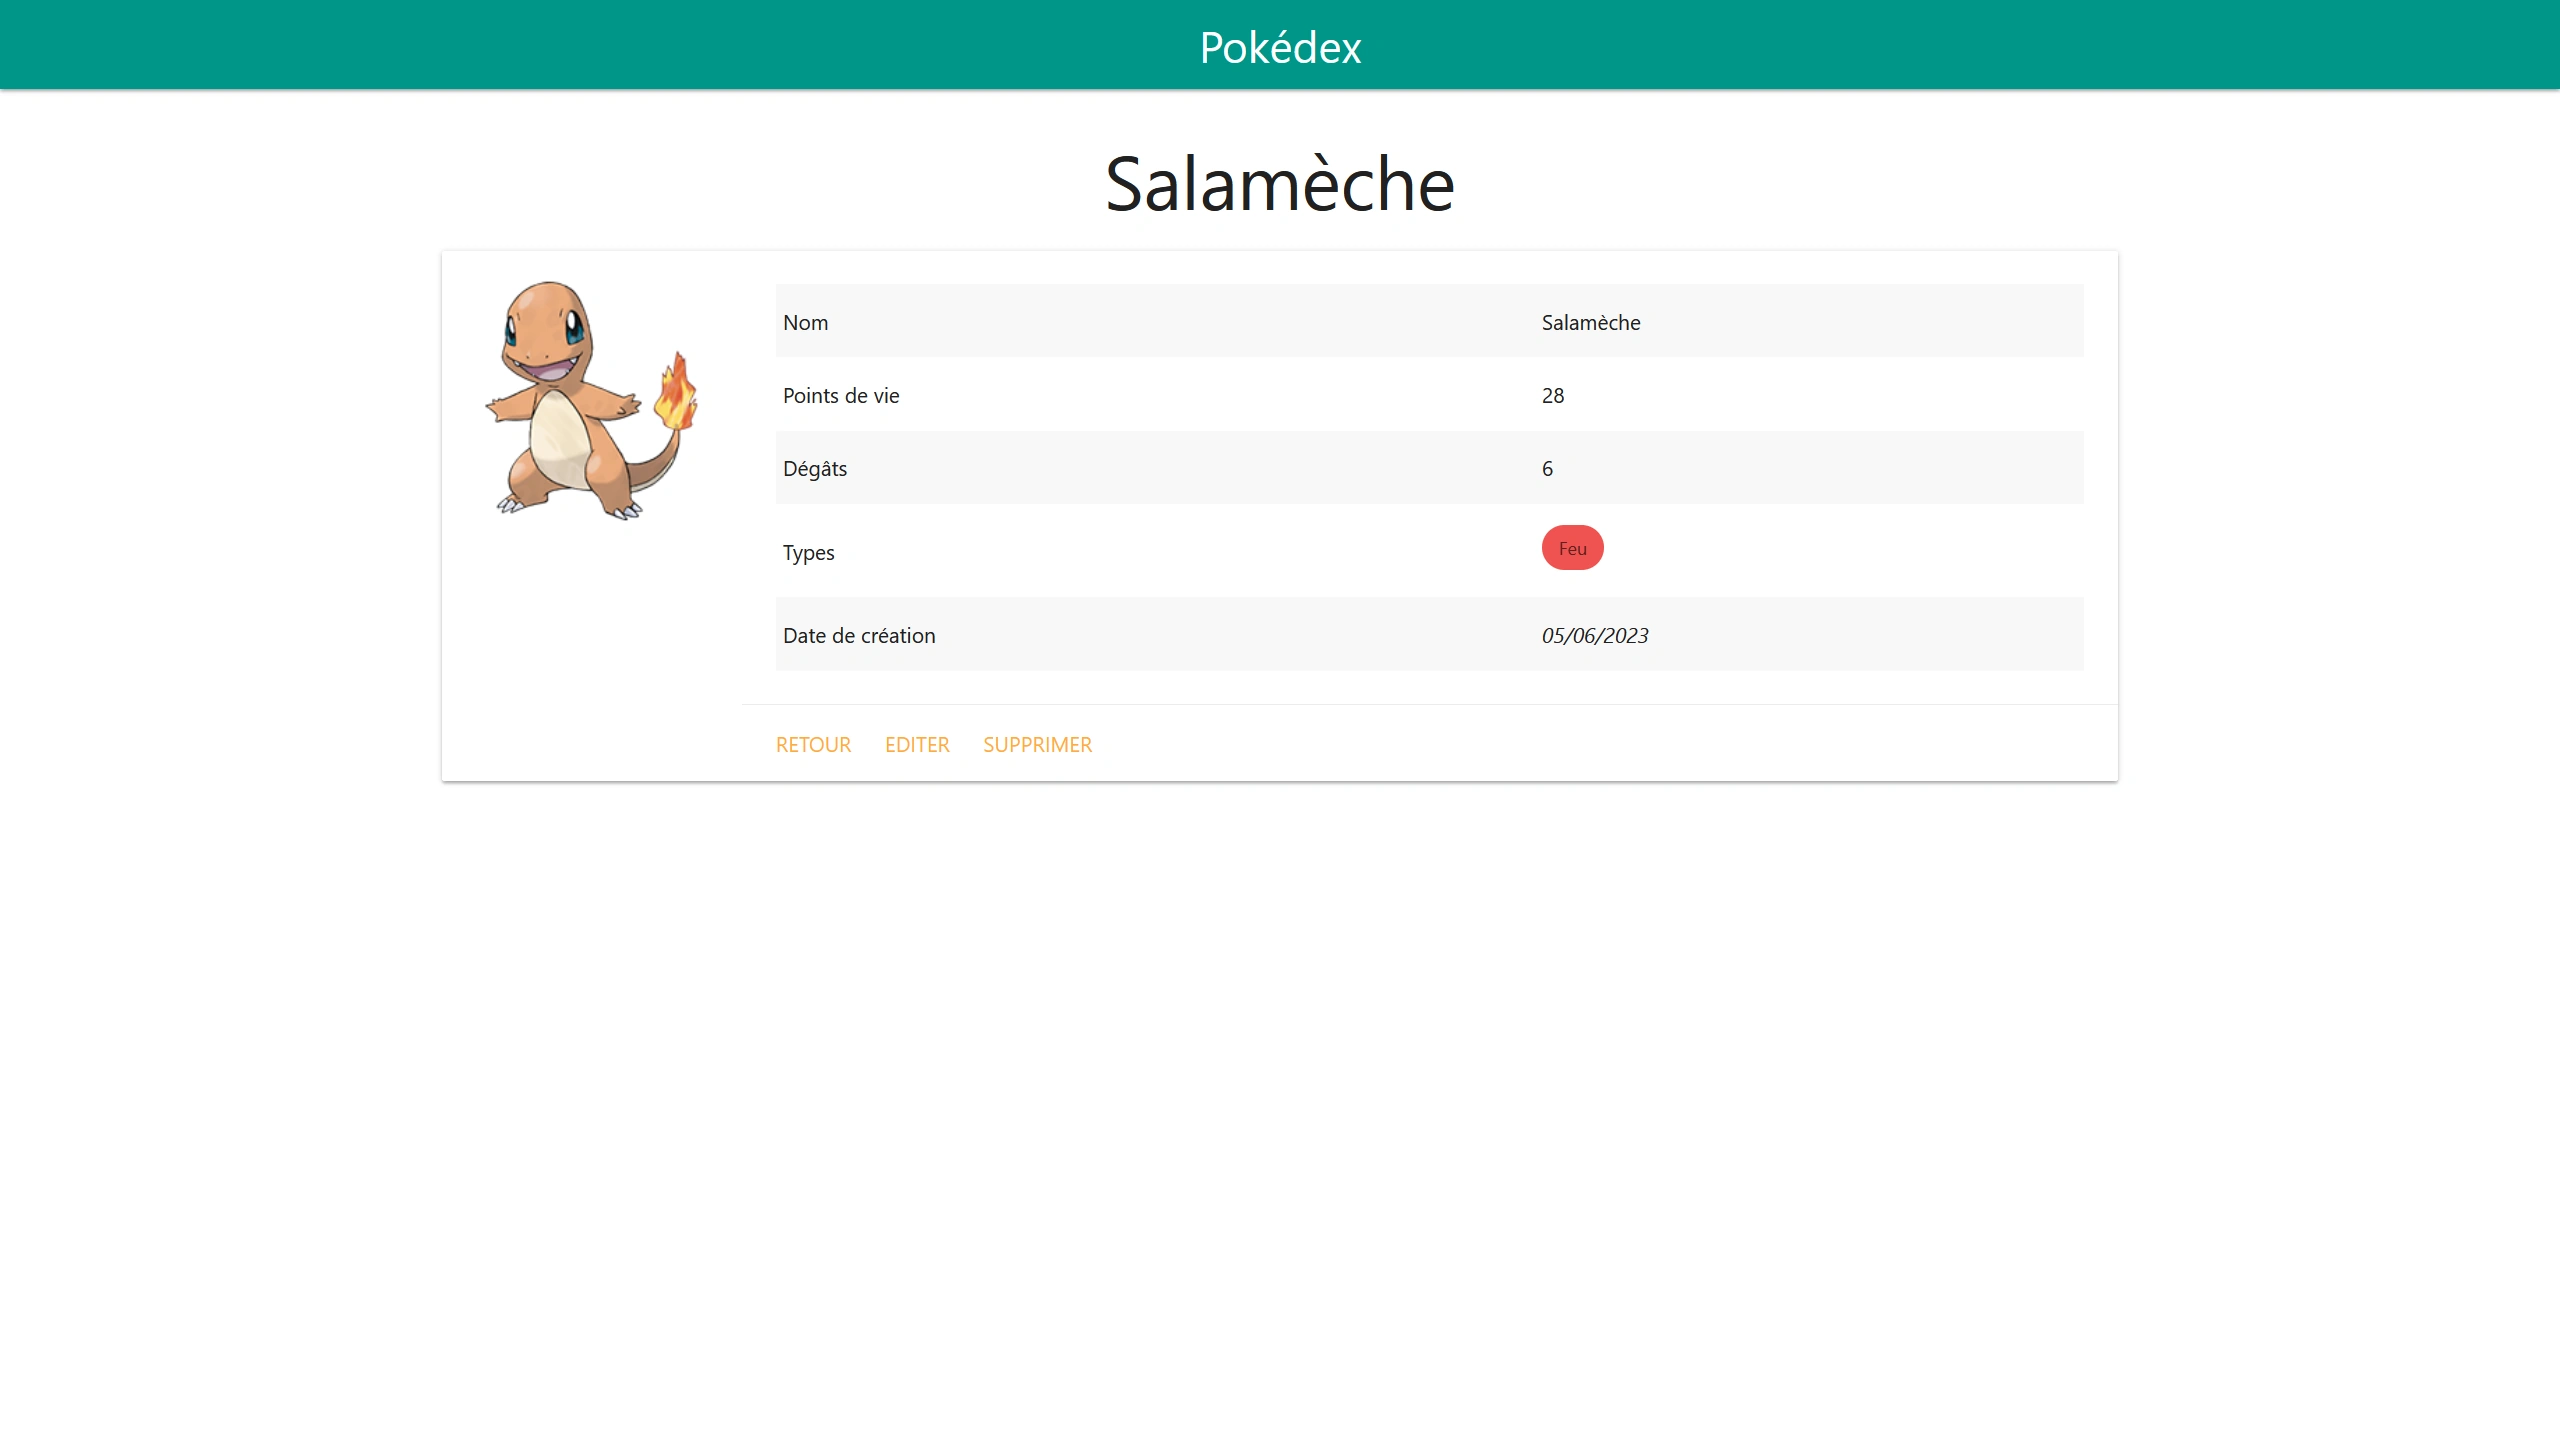 Pokédex
Salamèche
Nom Salamèche
Points de vie 28
Dégâts 6
Types Feu
Date de création 05/06/2023
RETOUR EDITER SUPPRIMER